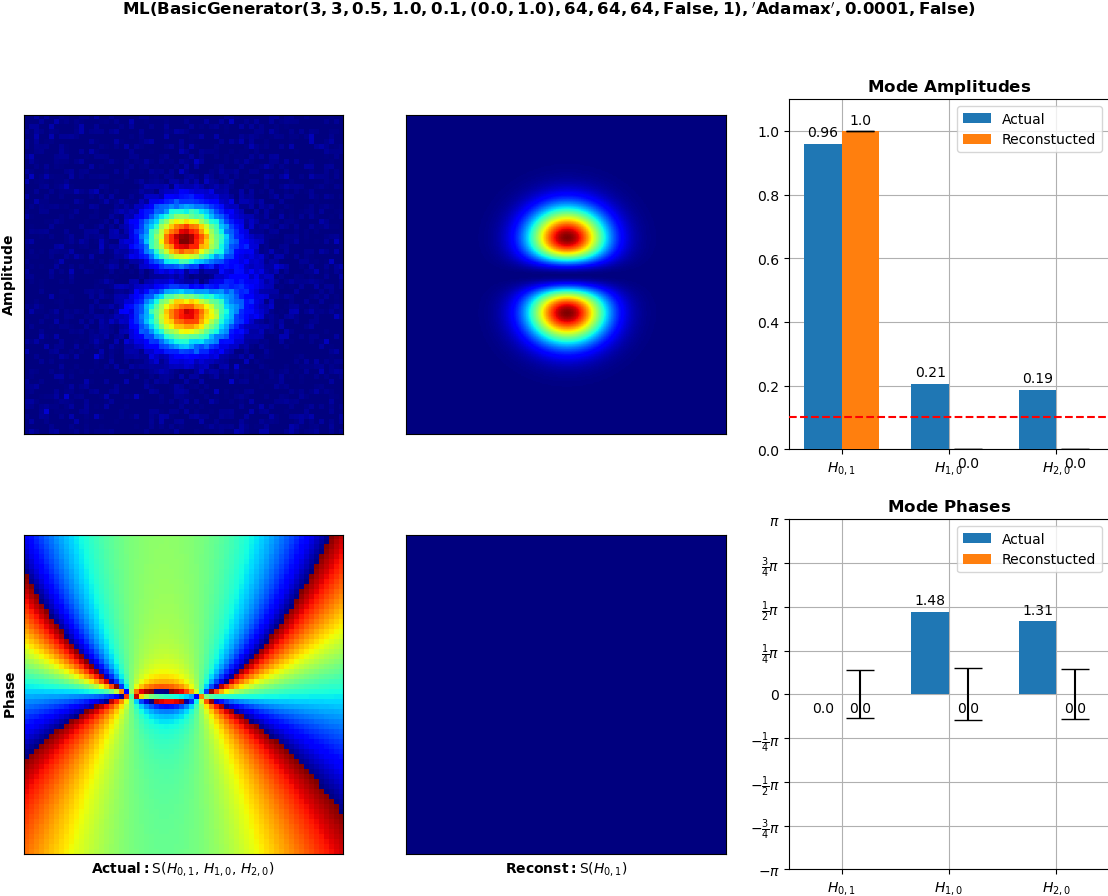 ML(BasicGenerator(3, 3, 0.5, 1.0, 0.1, (0.0, 1.0), 64, 64, 64, False, 1), ′Adamax′, 0.0001, False)
Amplitude
Mode Amplitudes
Actual
Reconstucted
1.0
0.8
0.6
0.4
0.2
0.0
0.96
1.0
0.21
0.0
0.19
0.0
H0,1
H1,0
H2,0
Phase
Actual: S(H0,1, H1,0, H2,0)
Reconst: S(H0,1)
Mode Phases
Actual
Reconstucted
π
3/4π
1/2π
1/4π
0
−1/4π
−1/2π
−3/4π
−π
0.0
0.0
1.48
0.0
1.31
0.0
H0,1
H1,0
H2,0